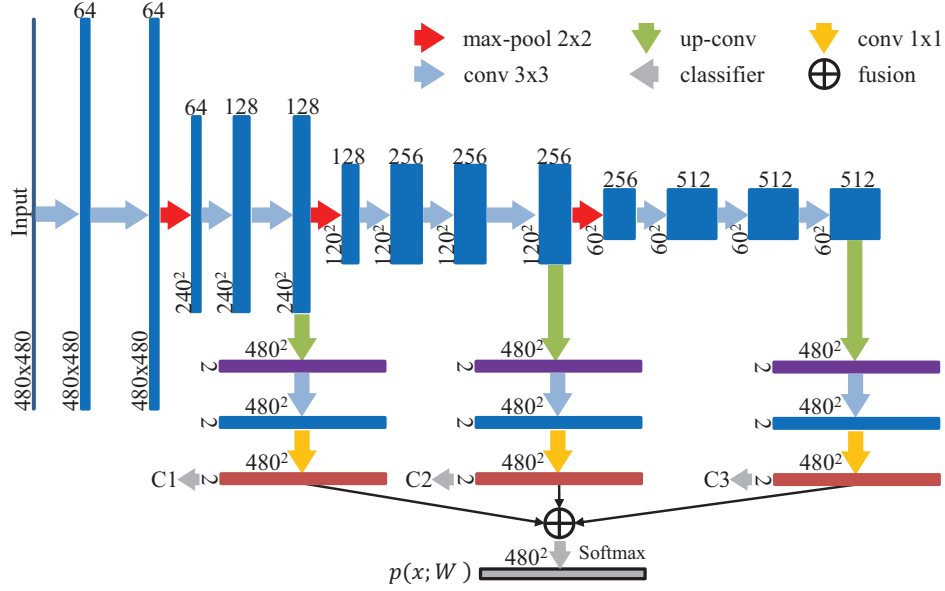 64 64
max-pool 2x2 up-conv conv 1x1
conv 3x3 classifier fusion
64 128 128
128 256 256 256
256 512 512 512
Input
480x480 480x480 480x480
240² 240² 240²
120² 120² 120² 120²
60² 60² 60² 60²
2 480² 2 480² 2 480²
2 480² 2 480² 2 480²
C1 2 480² C2 2 480² C3 2 480²
480² Softmax
p(x; W)